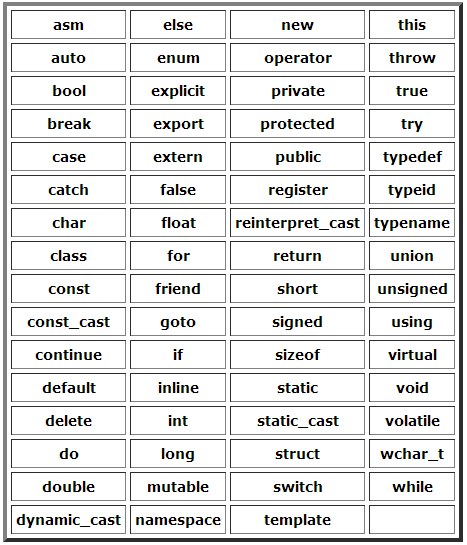 asm else new this
auto enum operator throw
bool explicit private true
break export protected try
case extern public typedef
catch false register typeid
char float reinterpret_cast typename
class for return union
const friend short unsigned
const_cast goto signed using
continue if sizeof virtual
default inline static void
delete int static_cast volatile
do long struct wchar_t
double mutable switch while
dynamic_cast namespace template